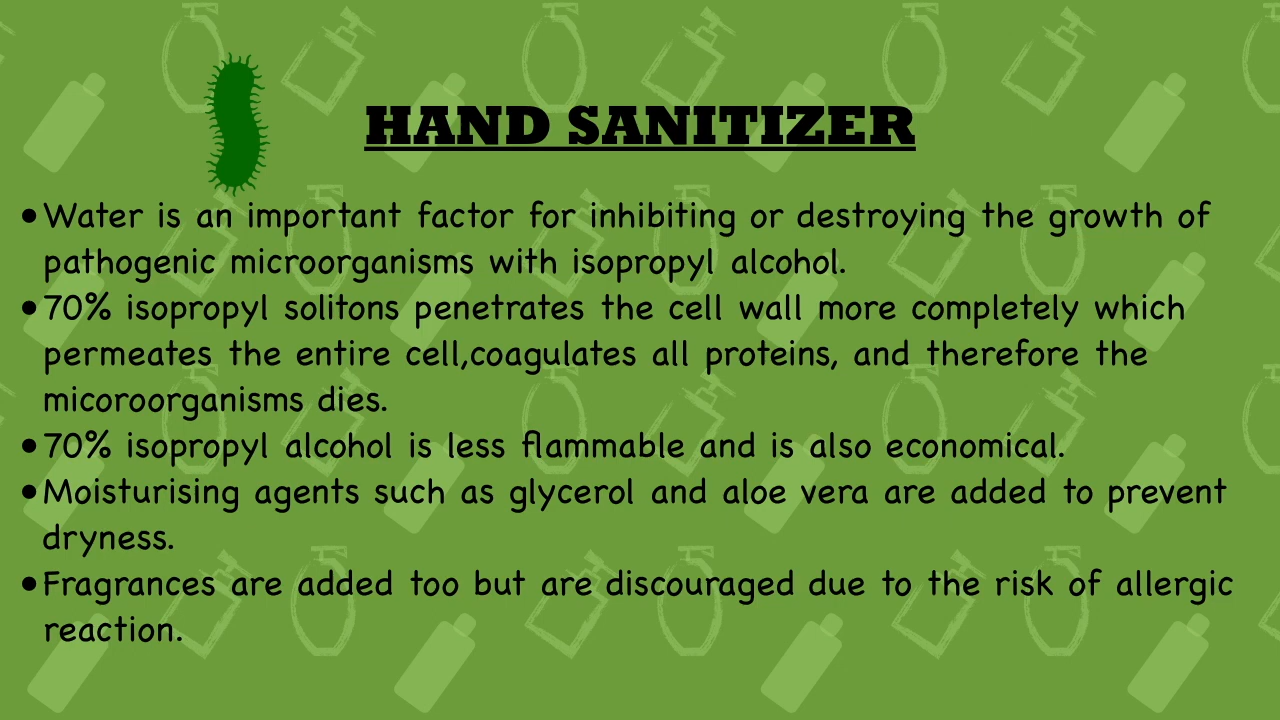 HAND SANITIZER
•Water is an important factor for inhibiting or destroying the growth of
pathogenic microorganisms with isopropyl alcohol.
•70% isopropyl solitons penetrates the cell wall more completely which
permeates the entire cell,coagulates all proteins, and therefore the
micoroorganisms dies.
•70% isopropyl alcohol is less flammable and is also economical.
•Moisturising agents such as glycerol and aloe vera are added to prevent
dryness.
•Fragrances are added too but are discouraged due to the risk of allergic
reaction.